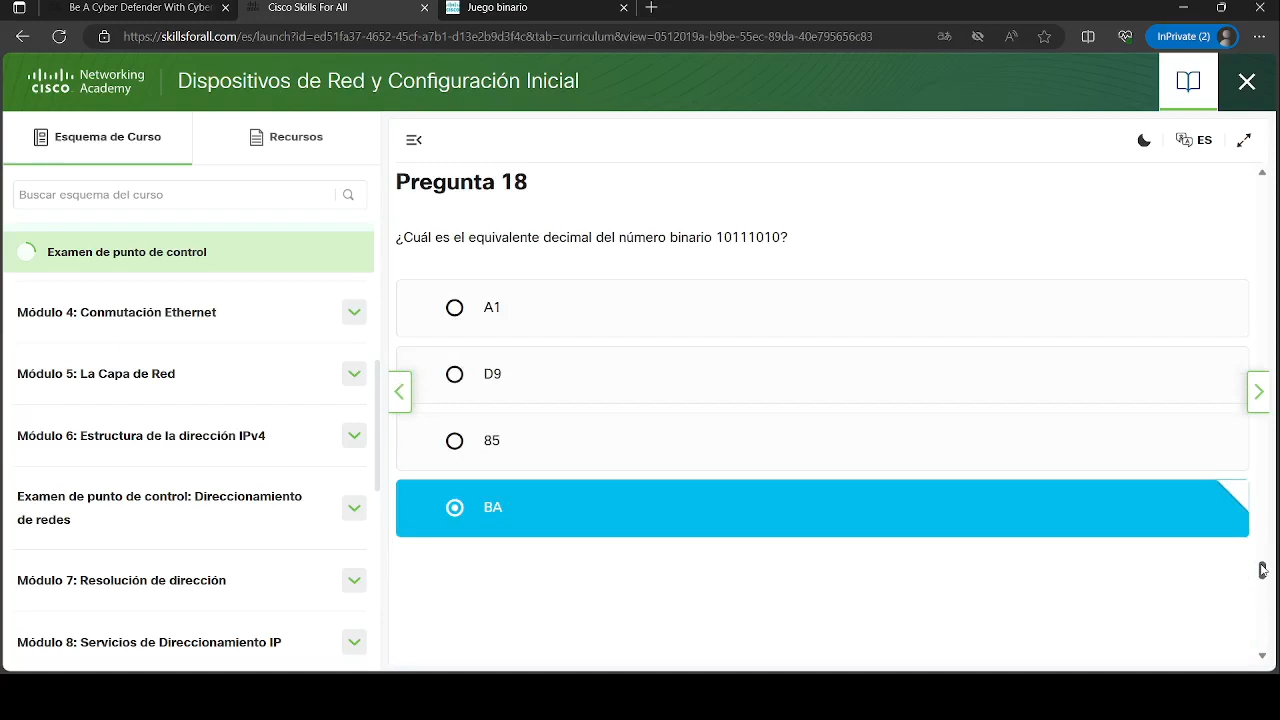 Be A Cyber Defender With Cyber
Cisco Skills For All
Juego binario
https://skillsforall.com/es/launch?id=ed51fa37-4652-45cf-a7b1-d13e2b9d3f4c&tab=curriculum&view=0512019a-b9be-55ec-89da-40e795656c83
InPrivate (2)
Networking
CISCO Academy
Dispositivos de Red y Configuración Inicial
Esquema de Curso
Recursos
ES
Buscar esquema del curso
Examen de punto de control
Módulo 4: Conmutación Ethernet
Módulo 5: La Capa de Red
Módulo 6: Estructura de la dirección IPv4
Examen de punto de control: Direccionamiento
de redes
Módulo 7: Resolución de dirección
Módulo 8: Servicios de Direccionamiento IP
Pregunta 18
¿Cuál es el equivalente decimal del número binario 10111010?
A1
D9
85
BA